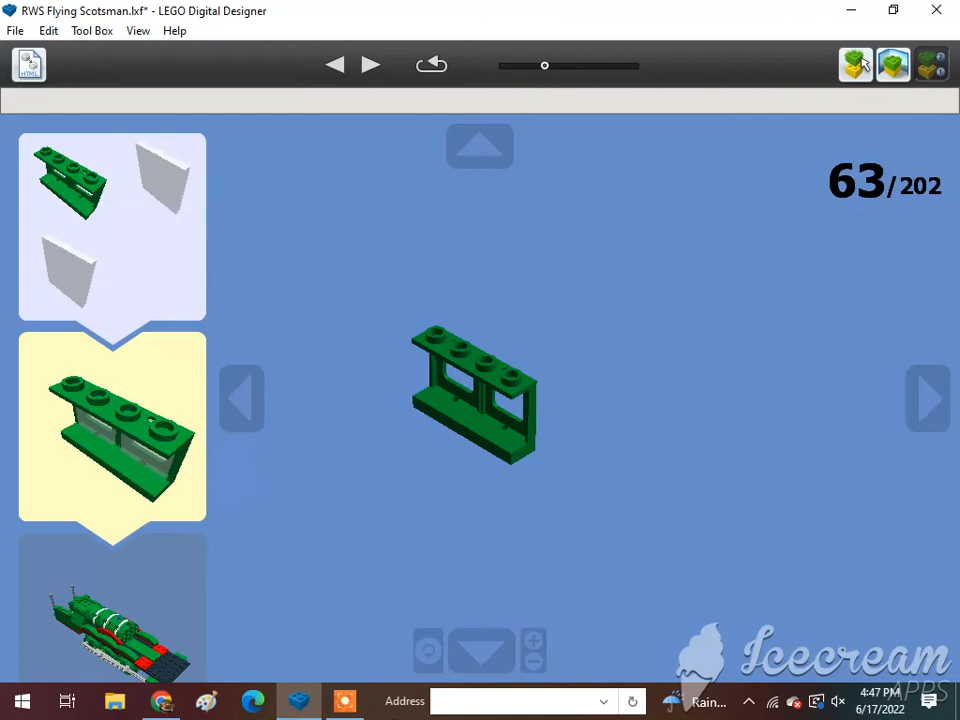 RWS Flying Scotsman.lxf* - LEGO Digital Designer
File Edit Tool Box View Help
HTML
63/202
Icecream
APPS
Address
Rain...
4:47 PM
6/17/2022